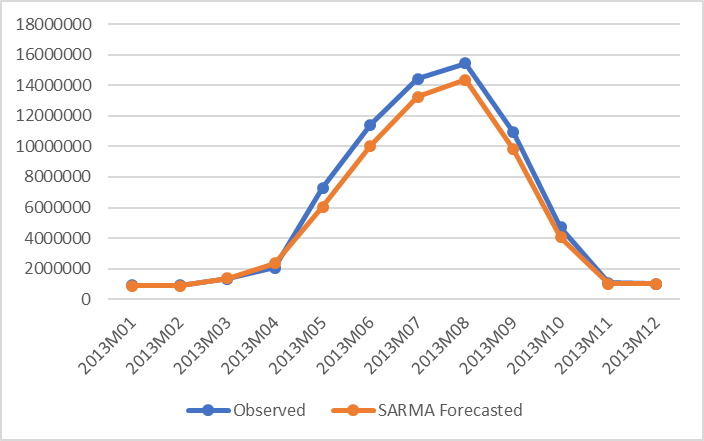 18000000
16000000
14000000
12000000
10000000
8000000
6000000
4000000
2000000
0
2013M01
2013M02
2013M03
2013M04
2013M05
2013M06
2013M07
2013M08
2013M09
2013M10
2013M11
2013M12
Observed SARMA Forecasted